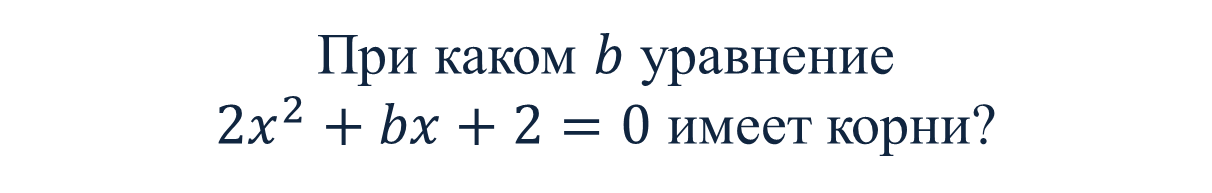 При каком b уравнение
2x² + bx + 2 = 0 имеет корни?